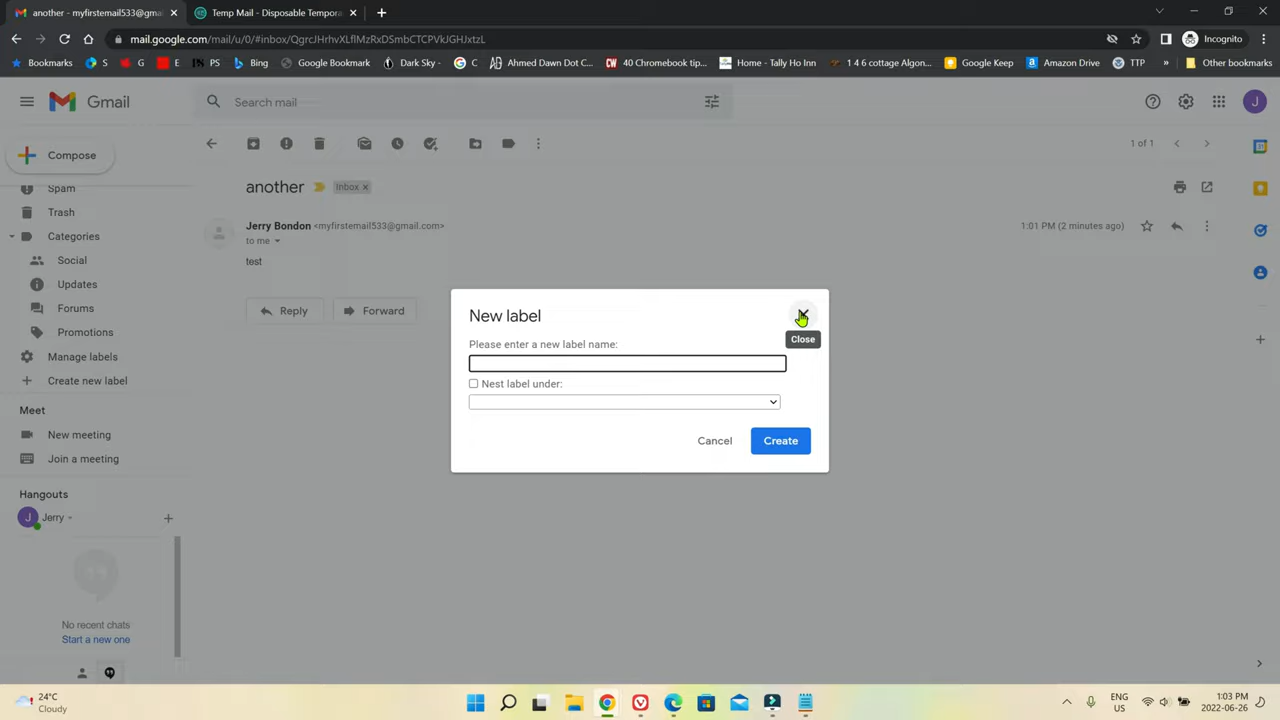 another - myfirstemail533@gmai
Temp Mail - Disposable Tempora
mail.google.com/mail/u/0/#inbox/QgrcJHrhvXLflMzRxDSmbCTCPVkJGHJxtzL
Incognito
Bookmarks
S
G
E
PS
Bing
Google Bookmark
Dark Sky -
C
Ahmed Dawn Dot C...
40 Chromebook tip...
Home - Tally Ho Inn
1 4 6 cottage Algon...
Google Keep
Amazon Drive
TTP
»
Other bookmarks
Gmail
Search mail
J
Compose
1 of 1
Spam
Trash
Categories
Social
Updates
Forums
Promotions
Manage labels
Create new label
Meet
New meeting
Join a meeting
Hangouts
J
Jerry
No recent chats
Start a new one
another
Inbox x
Jerry Bondon <myfirstemail533@gmail.com>
1:01 PM (2 minutes ago)
to me
test
Reply
Forward
New label
Close
Please enter a new label name:
Nest label under:
Cancel
Create
24°C
Cloudy
ENG
US
1:03 PM
2022-06-26